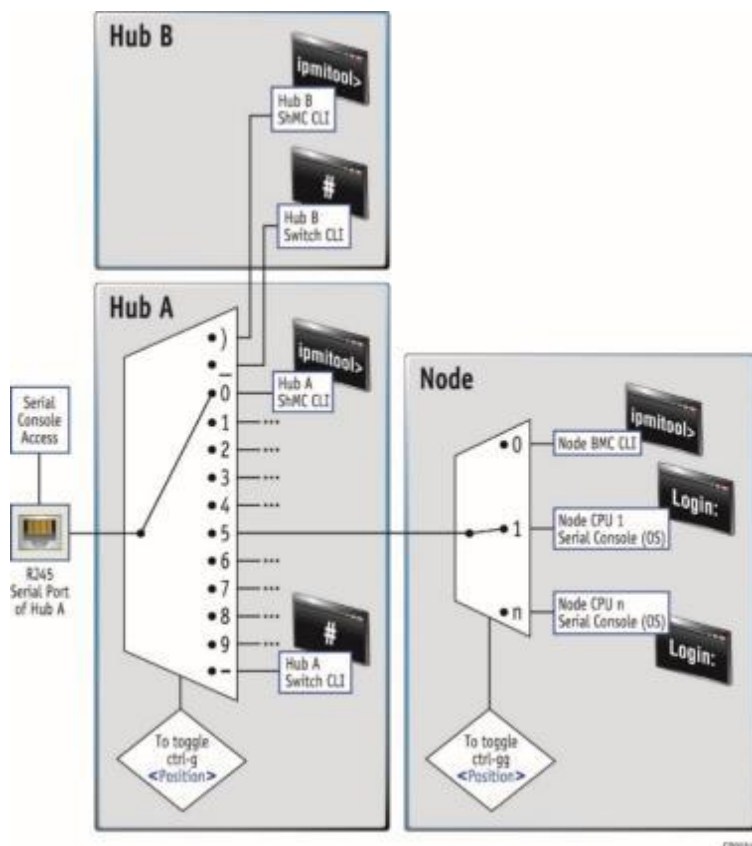 Hub B
ipmitool>
Hub B
ShMC CLI
#
Hub B
Switch CLI
Hub A
)
_
0
1
2
3
4
5
6
7
8
9
-
ipmitool>
Hub A
ShMC CLI
#
Hub A
Switch CLI
Serial
Console
Access
RJ45
Serial Port
of Hub A
To toggle
ctrl-g
<Position>
Node
0
1
n
ipmitool>
Node BMC CLI
Login:
Node CPU 1
Serial Console (OS)
Node CPU n
Serial Console (OS)
Login:
To toggle
ctrl-gg
<Position>